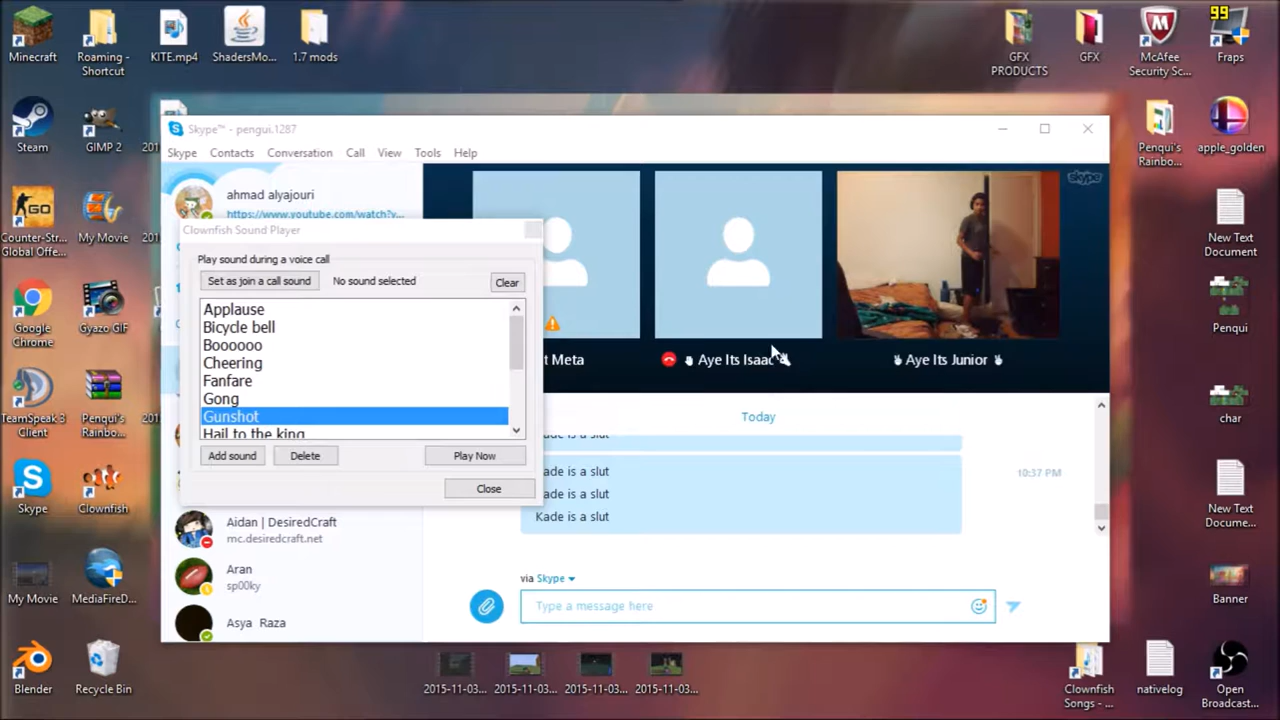 Minecraft
Roaming -
Shortcut
KITE.mp4
ShadersMo...
1.7 mods
GFX
PRODUCTS
GFX
McAfee
Security Sc...
99
Fraps
Steam
GIMP 2
201
Penqui's
Rainbo...
apple_golden
Skype™ - pengui.1287
Skype
Contacts
Conversation
Call
View
Tools
Help
skype
ahmad alyajouri
https://www.youtube.com/watch?v...
Counter-Str...
Global Offe...
My Movie
201
New Text
Document
Clownfish Sound Player
Play sound during a voice call
Set as join a call sound
No sound selected
Clear
Applause
Bicycle bell
Boooooo
Cheering
Fanfare
Gong
Gunshot
Hail to the king
Add sound
Delete
Play Now
Close
t Meta
Aye Its Isaac
Aye Its Junior
Google
Chrome
Gyazo GIF
Penqui
TeamSpeak 3
Client
Penqui's
Rainbo...
201
char
Today
Kade is a slut
Kade is a slut
10:37 PM
Kade is a slut
Kade is a slut
Skype
Clownfish
New Text
Docume...
Aidan | DesiredCraft
mc.desiredcraft.net
Aran
sp00ky
Asya Raza
via Skype
Type a message here
My Movie
MediaFireD...
Banner
Blender
Recycle Bin
2015-11-03...
2015-11-03...
2015-11-03...
2015-11-03...
Clownfish
Songs - ...
nativelog
Open
Broadcast...